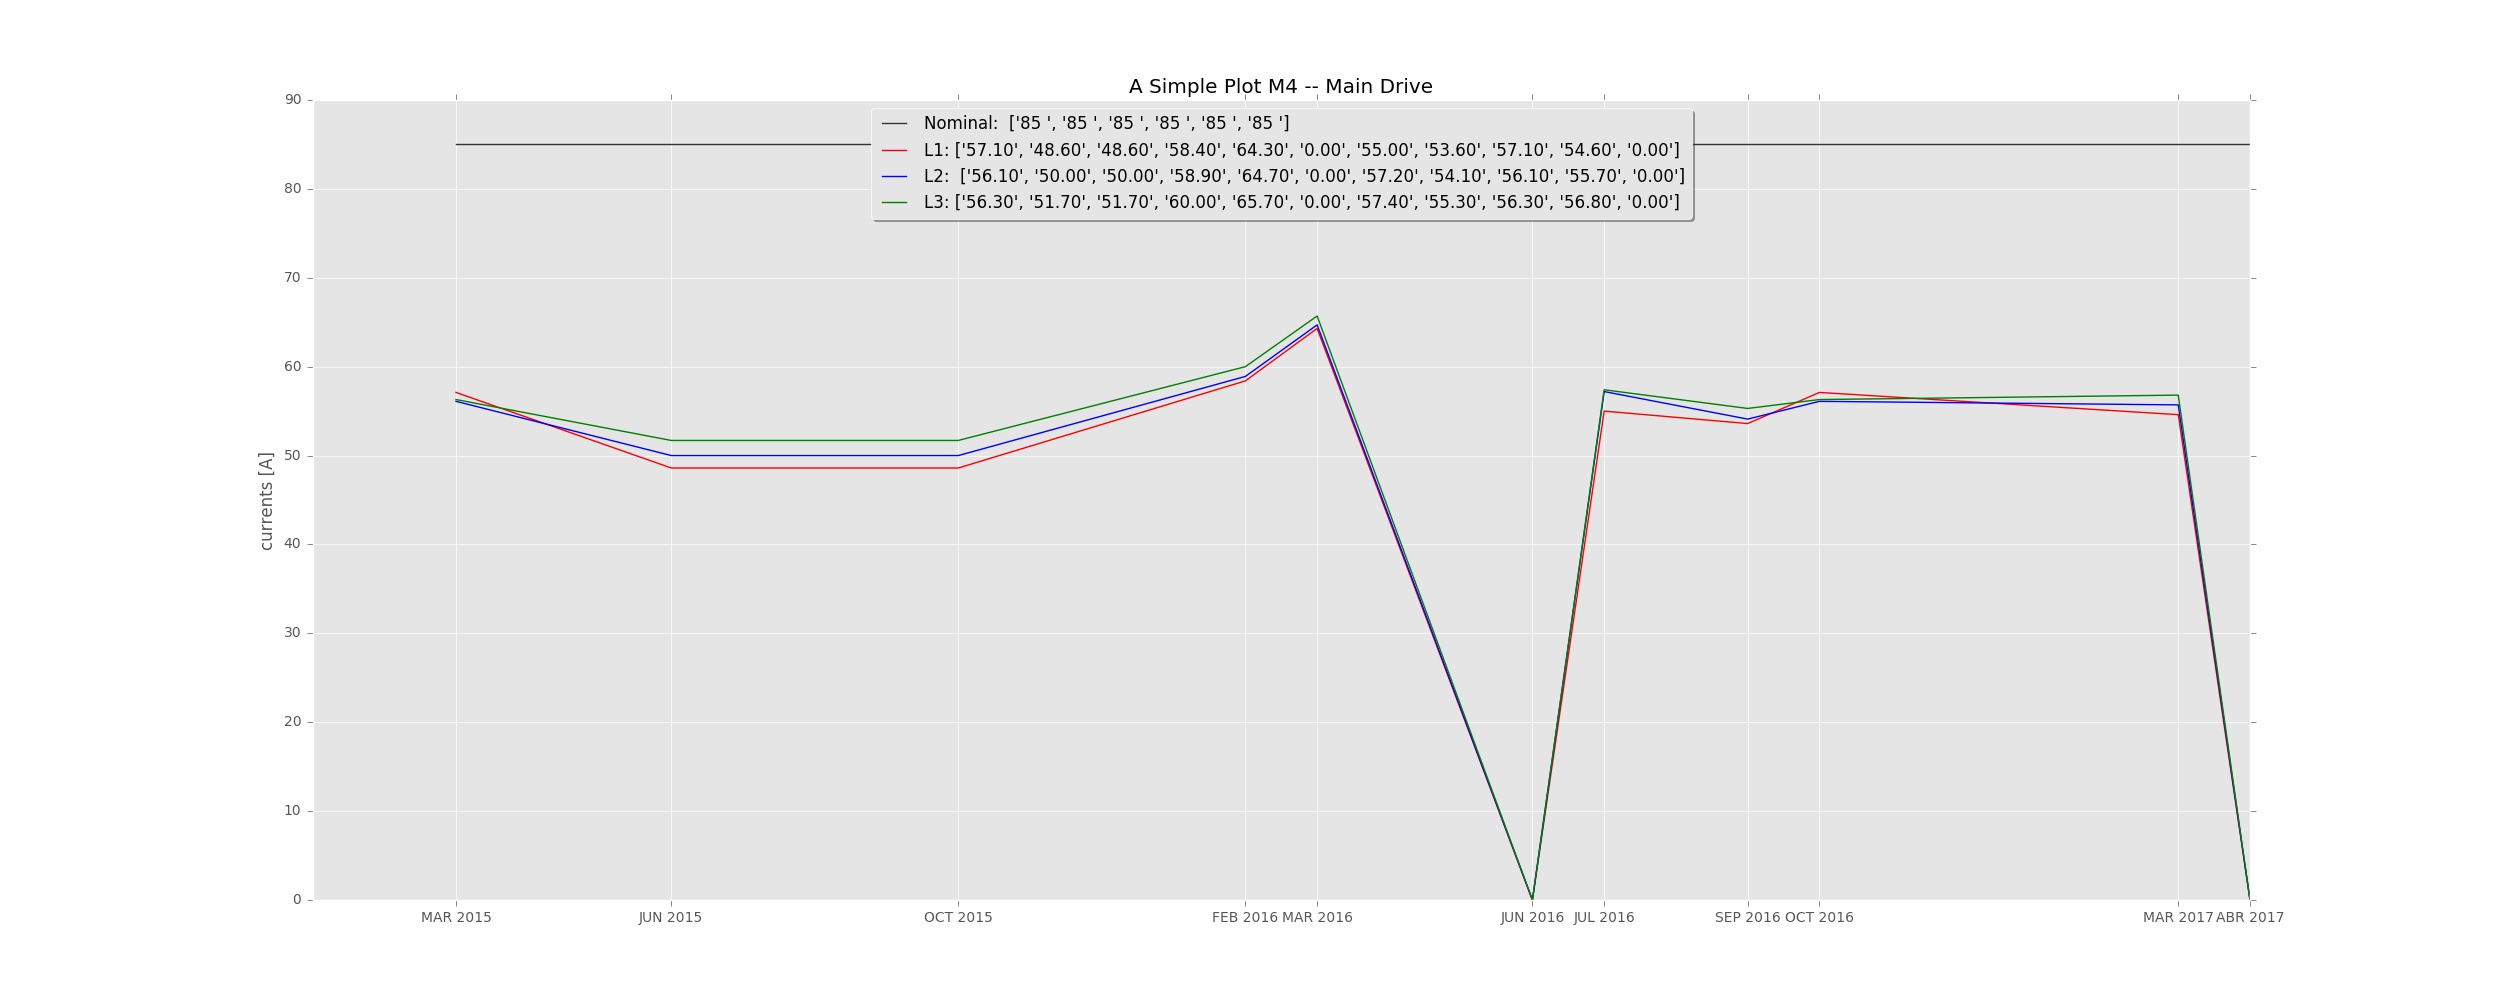 A Simple Plot M4 -- Main Drive
90
80
70
60
50
40
30
20
10
0
currents [A]
Nominal:  ['85 ', '85 ', '85 ', '85 ', '85 ', '85 ']
L1: ['57.10', '48.60', '48.60', '58.40', '64.30', '0.00', '55.00', '53.60', '57.10', '54.60', '0.00']
L2:  ['56.10', '50.00', '50.00', '58.90', '64.70', '0.00', '57.20', '54.10', '56.10', '55.70', '0.00']
L3: ['56.30', '51.70', '51.70', '60.00', '65.70', '0.00', '57.40', '55.30', '56.30', '56.80', '0.00']
MAR 2015 JUN 2015 OCT 2015 FEB 2016 MAR 2016 JUN 2016 JUL 2016 SEP 2016 OCT 2016 MAR 2017 ABR 2017